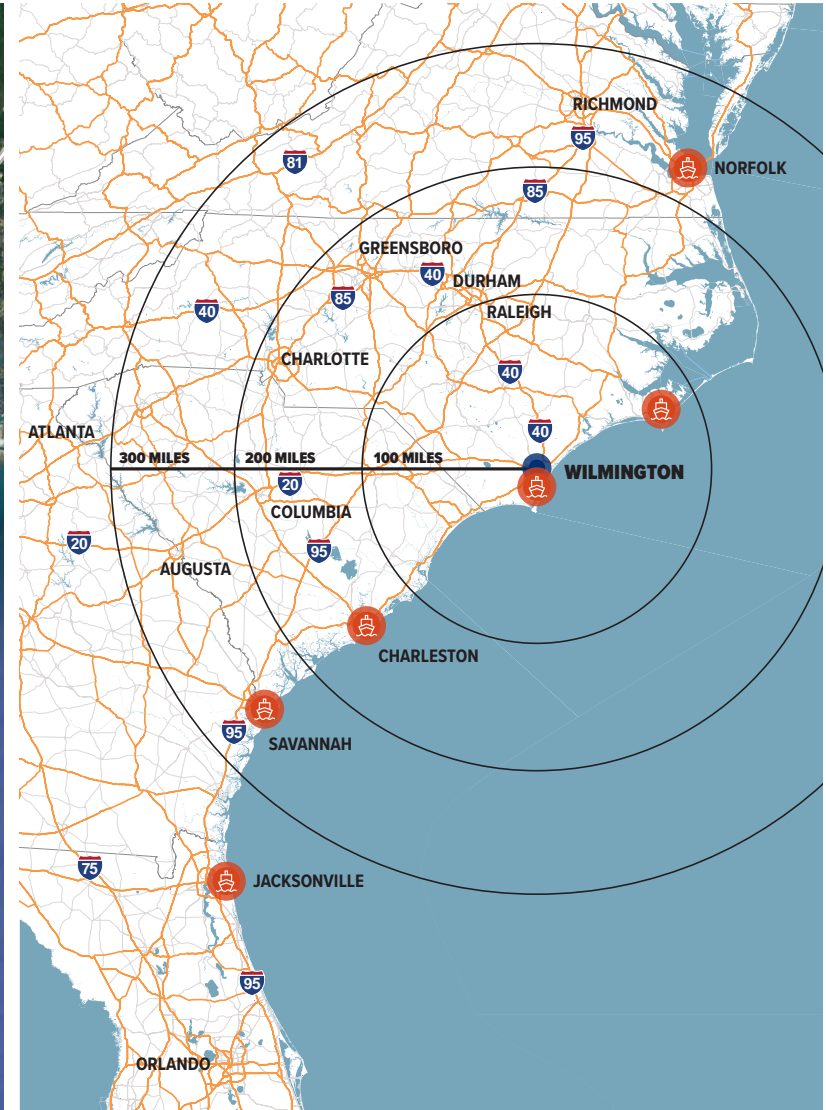 RICHMOND
95
81
NORFOLK
85
GREENSBORO
40
DURHAM
85
40
RALEIGH
CHARLOTTE
40
40
ATLANTA
300 MILES
200 MILES
100 MILES
WILMINGTON
20
COLUMBIA
20
95
AUGUSTA
CHARLESTON
95
SAVANNAH
75
JACKSONVILLE
95
ORLANDO